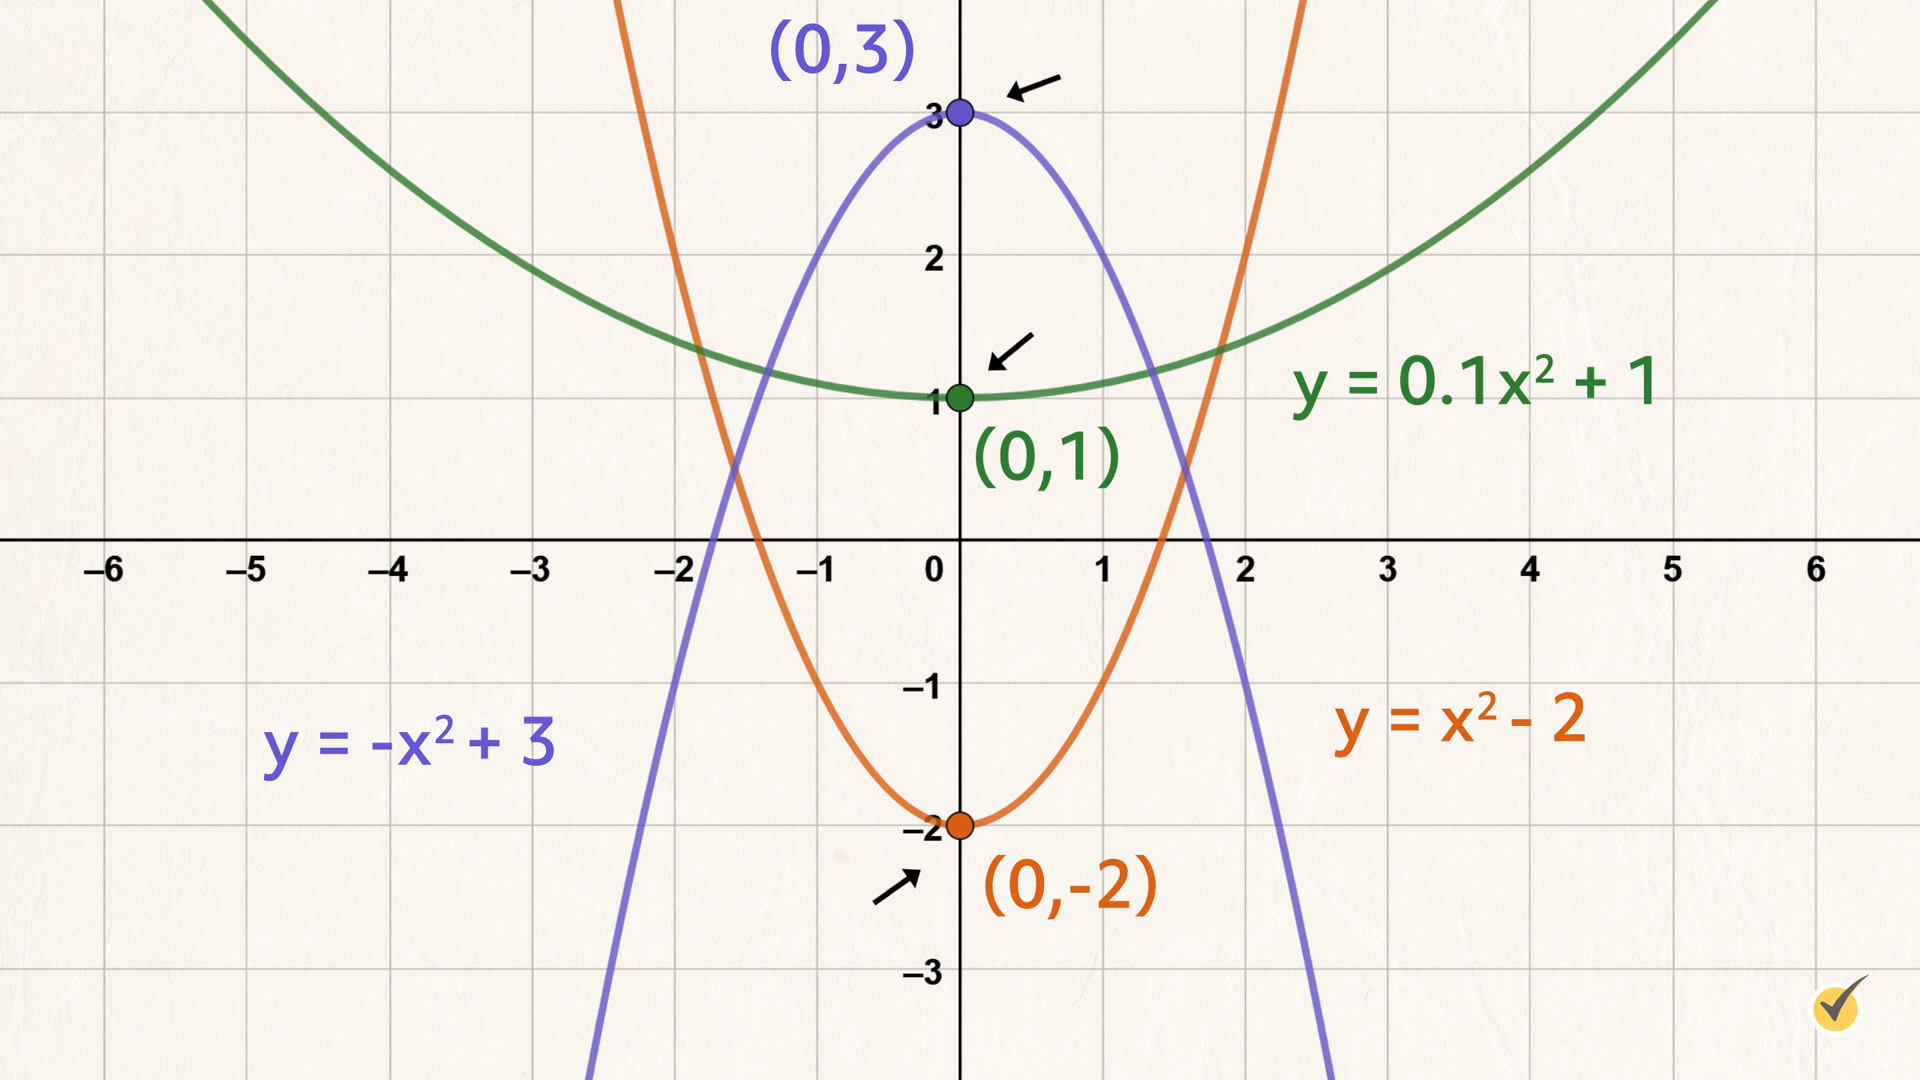 (0,3)
3
2
y = 0.1x² + 1
1
(0,1)
–6 –5 –4 –3 –2 –1 0 1 2 3 4 5 6
–1
y = x² - 2
y = -x² + 3
–2
(0,-2)
–3